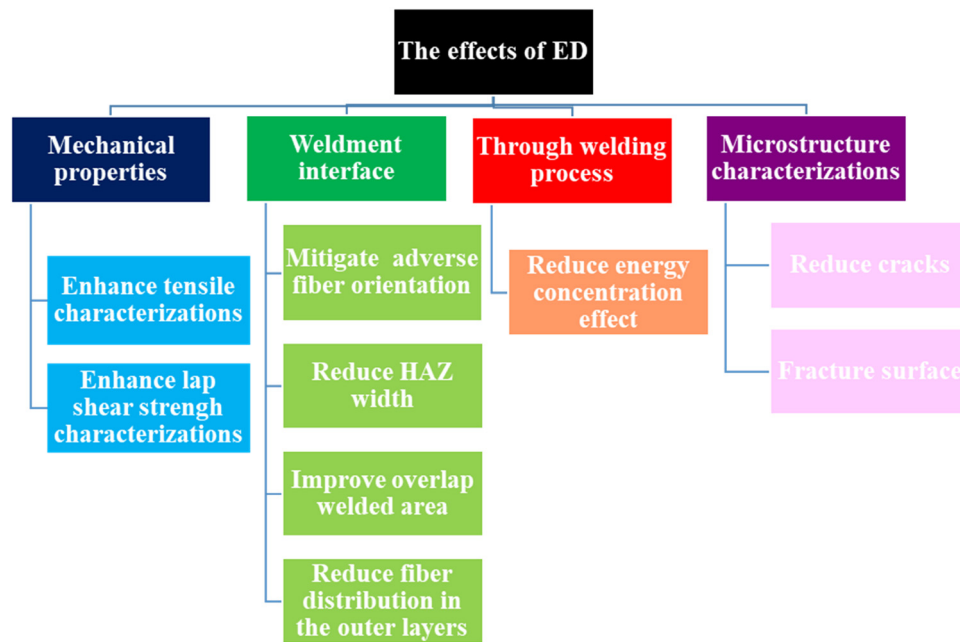 The effects of ED
Mechanical
properties
Weldment
interface
Through welding
process
Microstructure
characterizations
Enhance tensile
characterizations
Enhance lap
shear strengh
characterizations
Mitigate adverse
fiber orientation
Reduce HAZ
width
Improve overlap
welded area
Reduce fiber
distribution in
the outer layers
Reduce energy
concentration
effect
Reduce cracks
Fracture surface